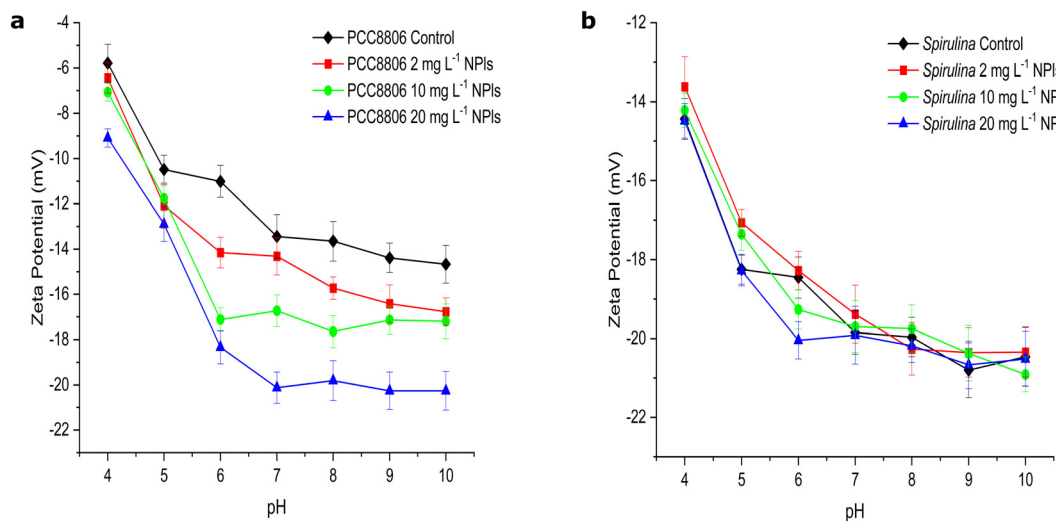 a
-4
-6
-8
-10
-12
-14
-16
-18
-20
-22
Zeta Potential (mV)
4 5 6 7 8 9 10
pH
PCC8806 Control
PCC8806 2 mg L⁻¹ NPls
PCC8806 10 mg L⁻¹ NPls
PCC8806 20 mg L⁻¹ NPls
b
-12
-14
-16
-18
-20
-22
Zeta Potential (mV)
4 5 6 7 8 9 10
pH
Spirulina Control
Spirulina 2 mg L⁻¹ NPls
Spirulina 10 mg L⁻¹ NP
Spirulina 20 mg L⁻¹ NP